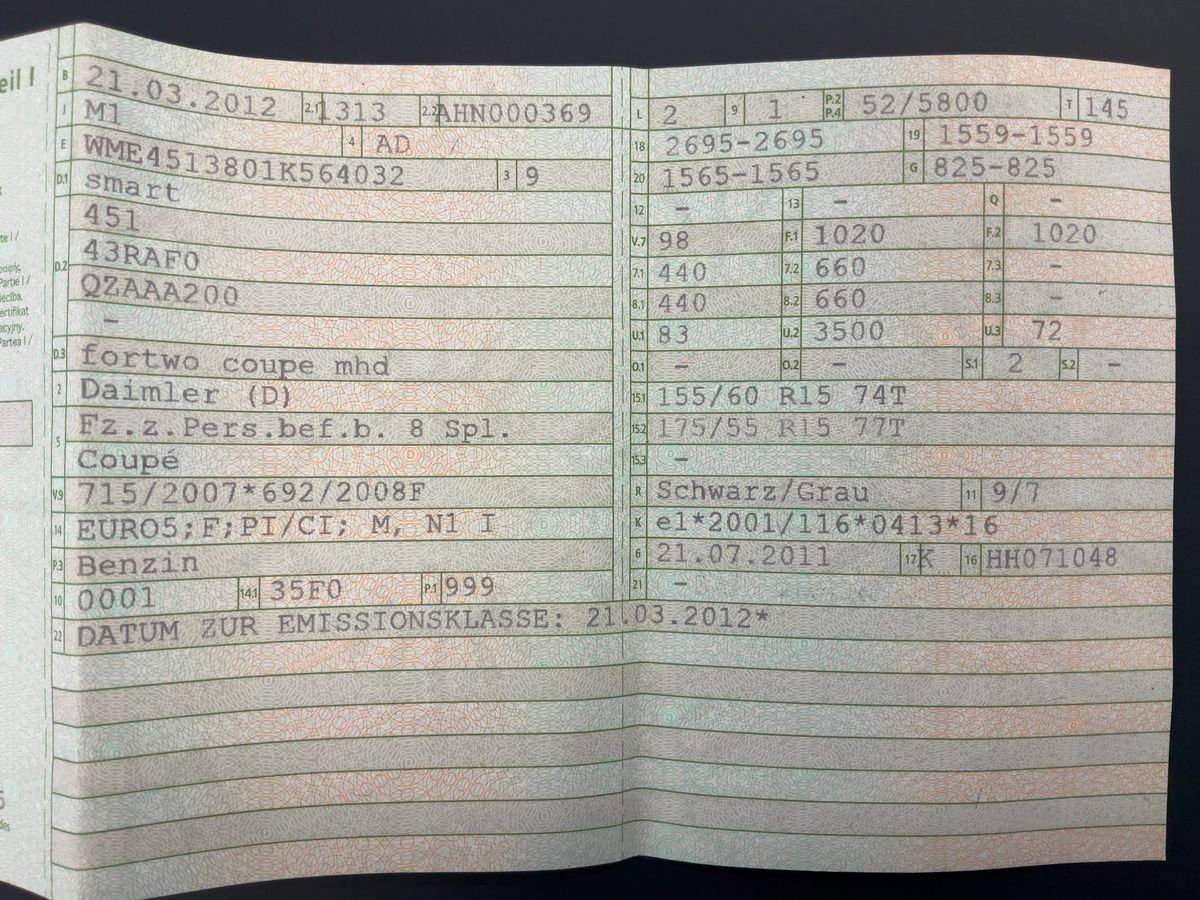 eil I
B 21.03.2012 2.1 1313 2.2 AHN000369
J M1 4 AD
E WME4513801K564032 3 9
D.1 smart
D.2 451
43RAF0
QZAAA200
–
D.3 fortwo coupe mhd
2 Daimler (D)
5 Fz.z.Pers.bef.b. 8 Spl.
Coupé
V.9 715/2007*692/2008F
14 EURO5;F;PI/CI; M, N1 I
P.3 Benzin
10 0001 14.1 35F0 P.1 999
22 DATUM ZUR EMISSIONSKLASSE: 21.03.2012*
L 2 9 1 P.2 P.4 52/5800 T 145
18 2695-2695 19 1559-1559
20 1565-1565 G 825-825
12 – 13 – Q –
V.7 98 F.1 1020 F.2 1020
7.1 440 7.2 660 7.3 –
8.1 440 8.2 660 8.3 –
U.1 83 U.2 3500 U.3 72
O.1 – O.2 – S.1 2 S.2 –
15.1 155/60 R15 74T
15.2 175/55 R15 77T
15.3 –
R Schwarz/Grau 11 9/7
K e1*2001/116*0413*16
6 21.07.2011 17 K 16 HH071048
21 –
te I /
Partie I /
ertifikat
acyjny.
Partea I /